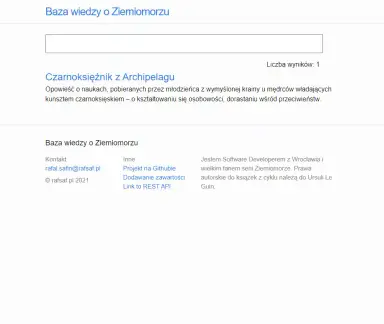 Baza wiedzy o Ziemiomorzu
Liczba wyników: 1
Czarnoksiężnik z Archipelagu
Opowieść o naukach, pobieranych przez młodzieńca z wymyślonej krainy u mędrców władających
kunsztem czarnoksięskiem – o kształtowaniu się osobowości, dorastaniu wśród przeciwieństw.
Baza wiedzy o Ziemiomorzu
Kontakt
rafal.safin@rafsaf.pl
© rafsaf.pl 2021
Inne
Projekt na Githubie
Dodawanie zawartości
Link to REST API
Jestem Software Developerem z Wrocławia i
wielkim fanem serii Ziemiomorze. Prawa
autorskie do książek z cyklu należą do Ursuli Le
Guin.